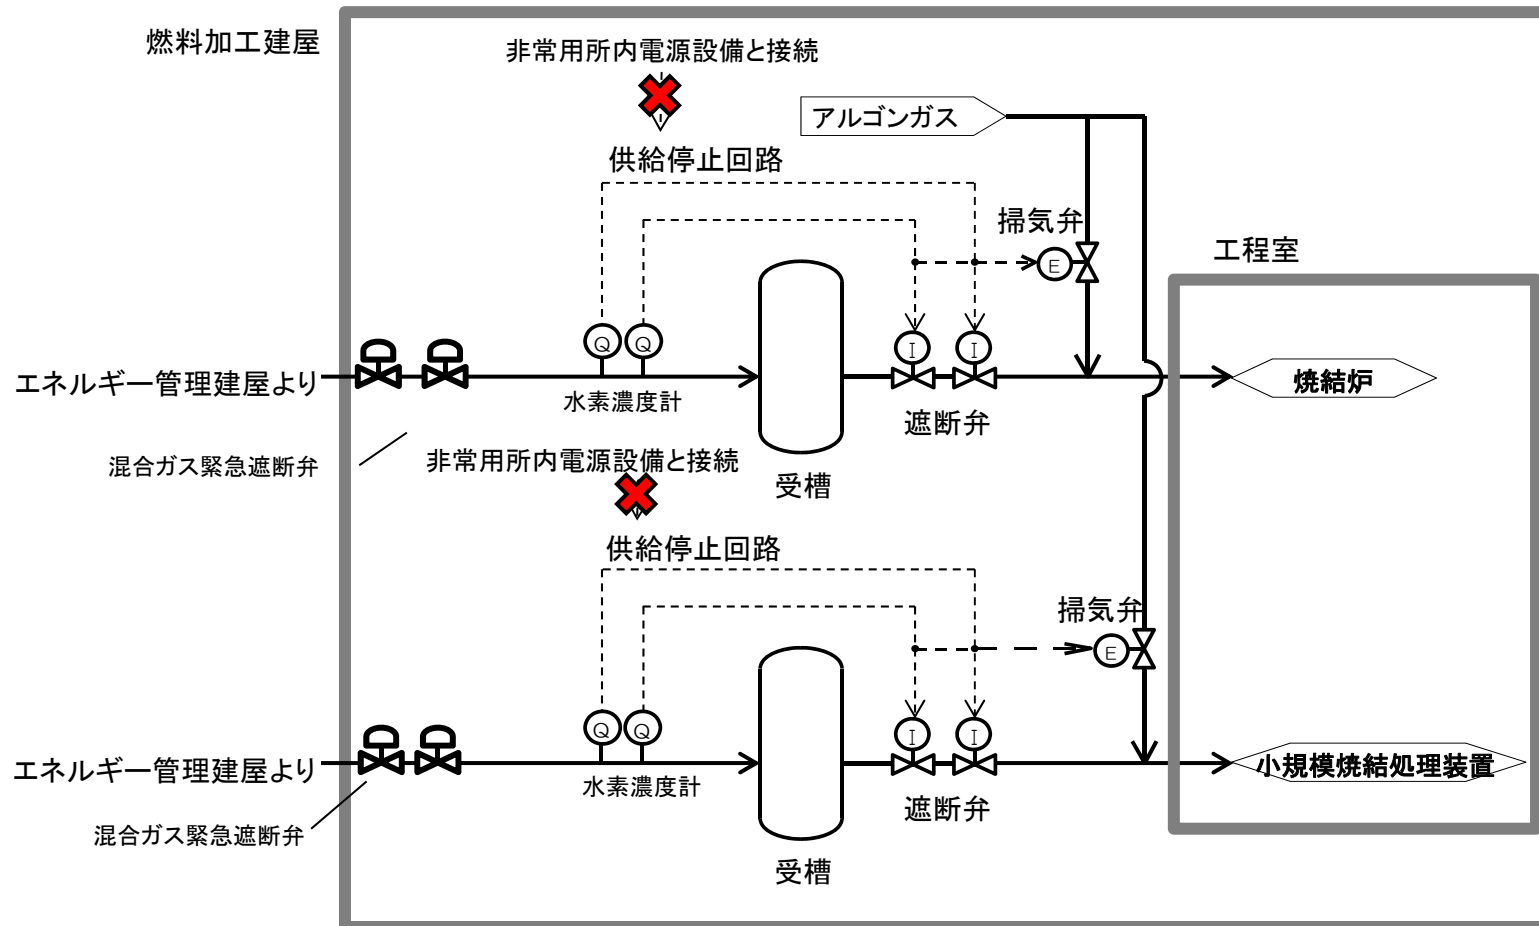 燃料加工建屋
非常用所内電源設備と接続
アルゴンガス
供給停止回路
掃気弁
工程室
E
Q Q
I I
エネルギー管理建屋より
水素濃度計
遮断弁
焼結炉
混合ガス緊急遮断弁
非常用所内電源設備と接続
受槽
供給停止回路
掃気弁
E
Q Q
I I
エネルギー管理建屋より
水素濃度計
遮断弁
小規模焼結処理装置
混合ガス緊急遮断弁
受槽